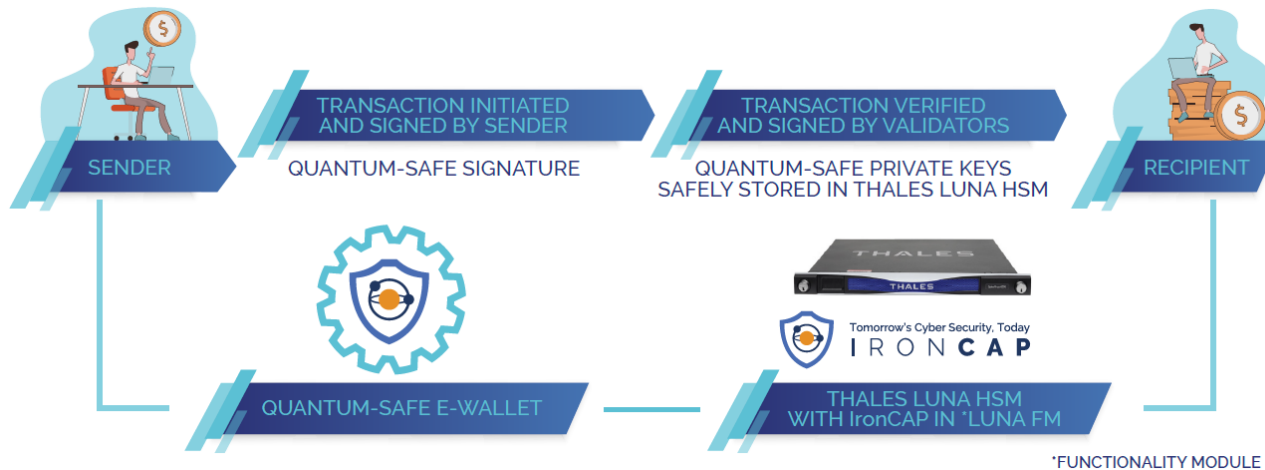 TRANSACTION INITIATED
AND SIGNED BY SENDER
TRANSACTION VERIFIED
AND SIGNED BY VALIDATORS
SENDER
QUANTUM-SAFE SIGNATURE
QUANTUM-SAFE PRIVATE KEYS
SAFELY STORED IN THALES LUNA HSM
RECIPIENT
THALES
THALES
Tomorrow's Cyber Security, Today
IRONCAP
QUANTUM-SAFE E-WALLET
THALES LUNA HSM
WITH IronCAP IN *LUNA FM
*FUNCTIONALITY MODULE